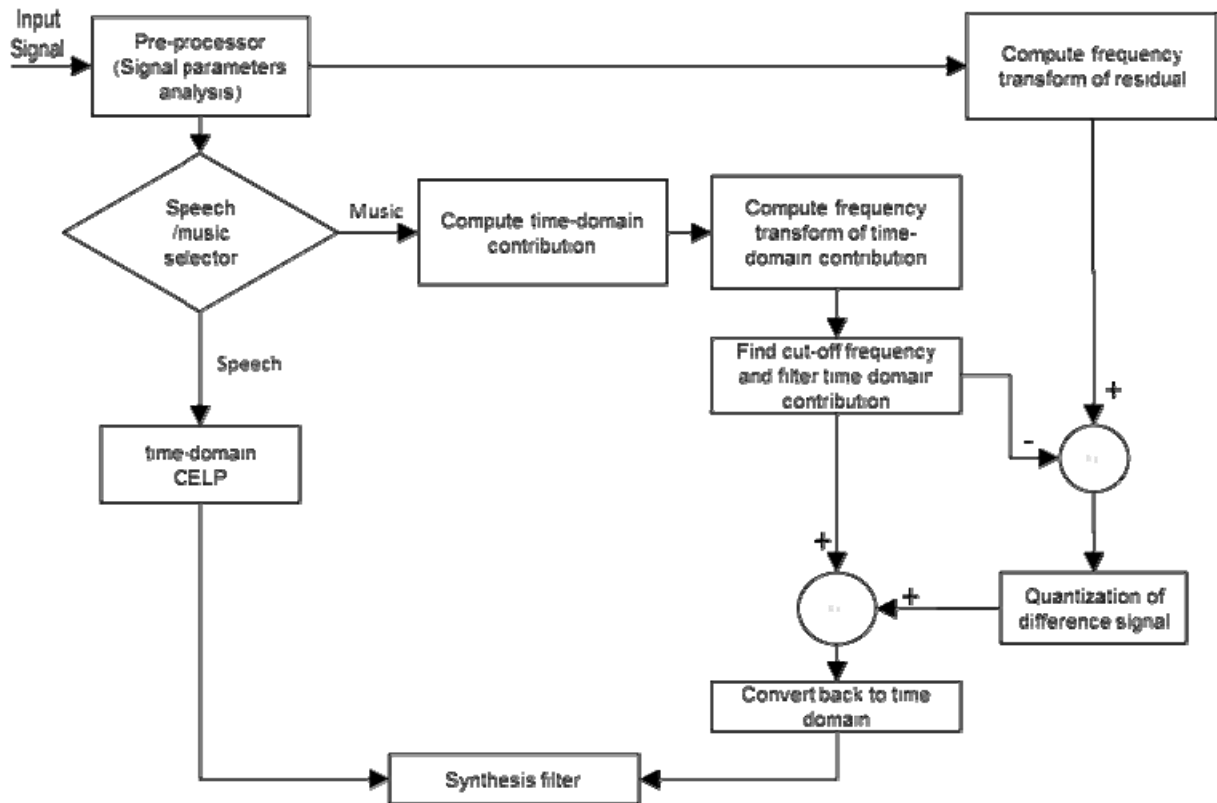 Input
Signal
Pre-processor
(Signal parameters
analysis)
Compute frequency
transform of residual
Speech
/music
selector
Music
Compute time-domain
contribution
Compute frequency
transform of time-
domain contribution
Speech
Find cut-off frequency
and filter time domain
contribution
+
-
time-domain
CELP
+
+
Quantization of
difference signal
Convert back to time
domain
Synthesis filter